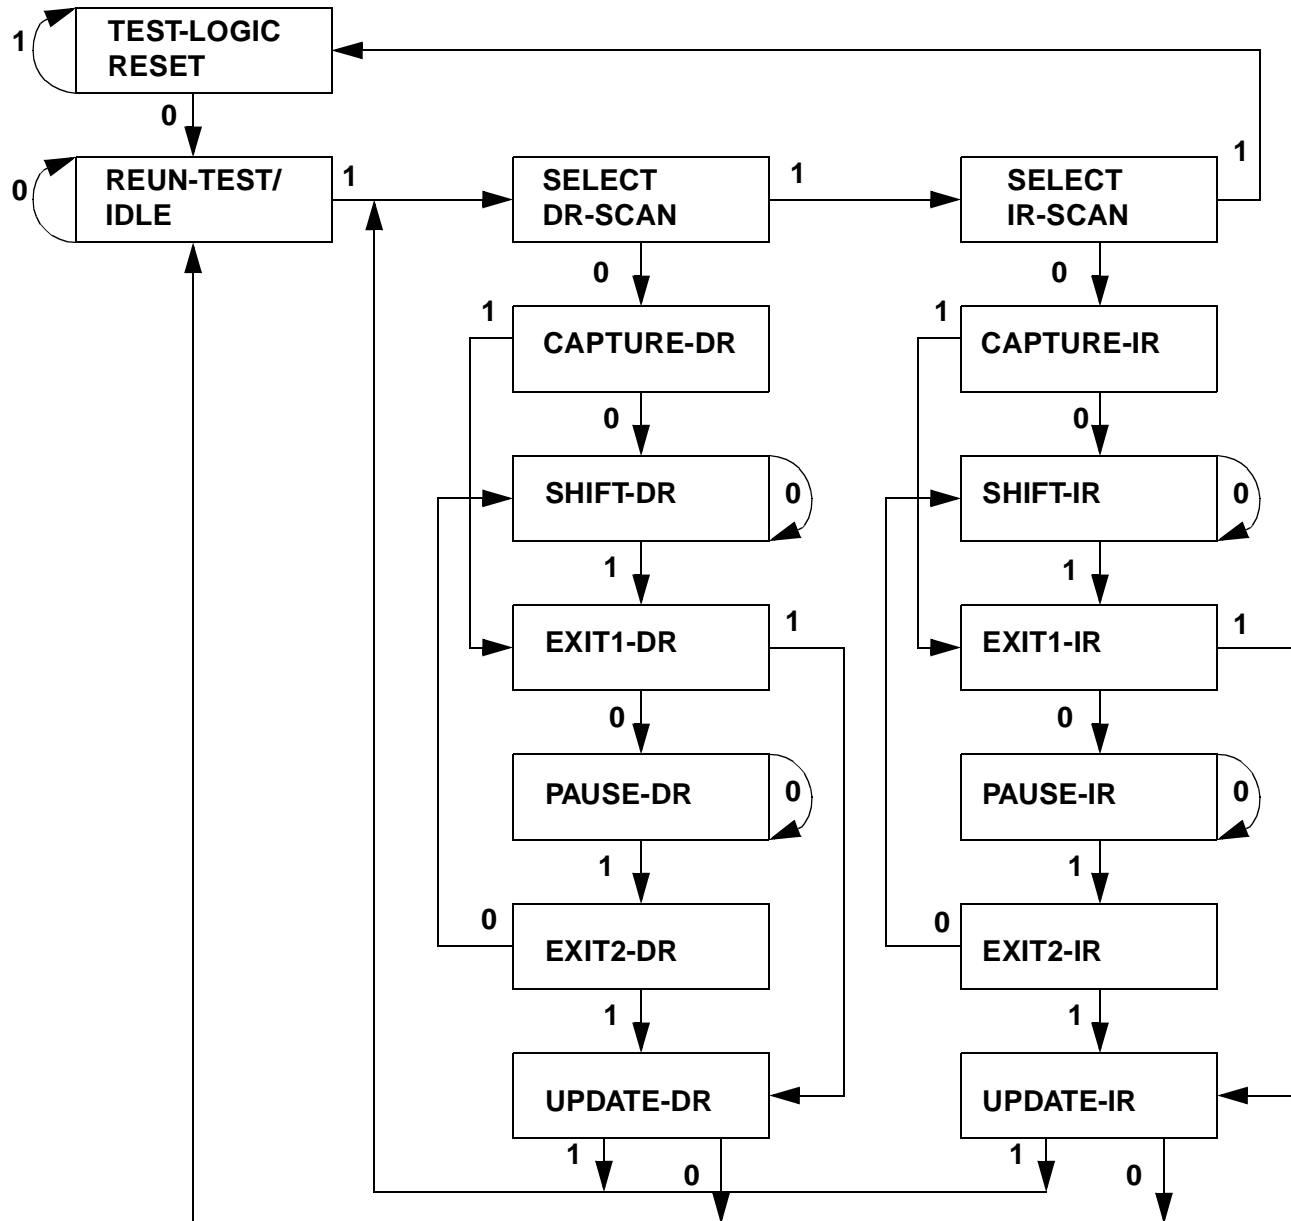 1
TEST-LOGIC
RESET
0
0
REUN-TEST/
IDLE
1
SELECT
DR-SCAN
1
SELECT
IR-SCAN
1
0
0
1
CAPTURE-DR
1
CAPTURE-IR
0
0
SHIFT-DR
0
SHIFT-IR
0
1
1
EXIT1-DR
1
EXIT1-IR
1
0
0
PAUSE-DR
0
PAUSE-IR
0
1
1
0
EXIT2-DR
0
EXIT2-IR
1
1
UPDATE-DR
UPDATE-IR
1
0
1
0